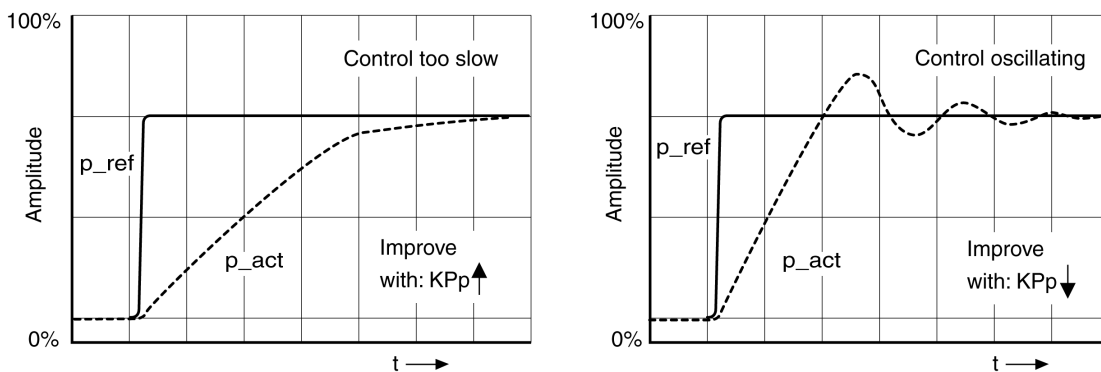 100%
Control too slow
p_ref
Amplitude
p_act
Improve
with: KPp
0%
t
100%
Control oscillating
p_ref
Amplitude
p_act
Improve
with: KPp
0%
t